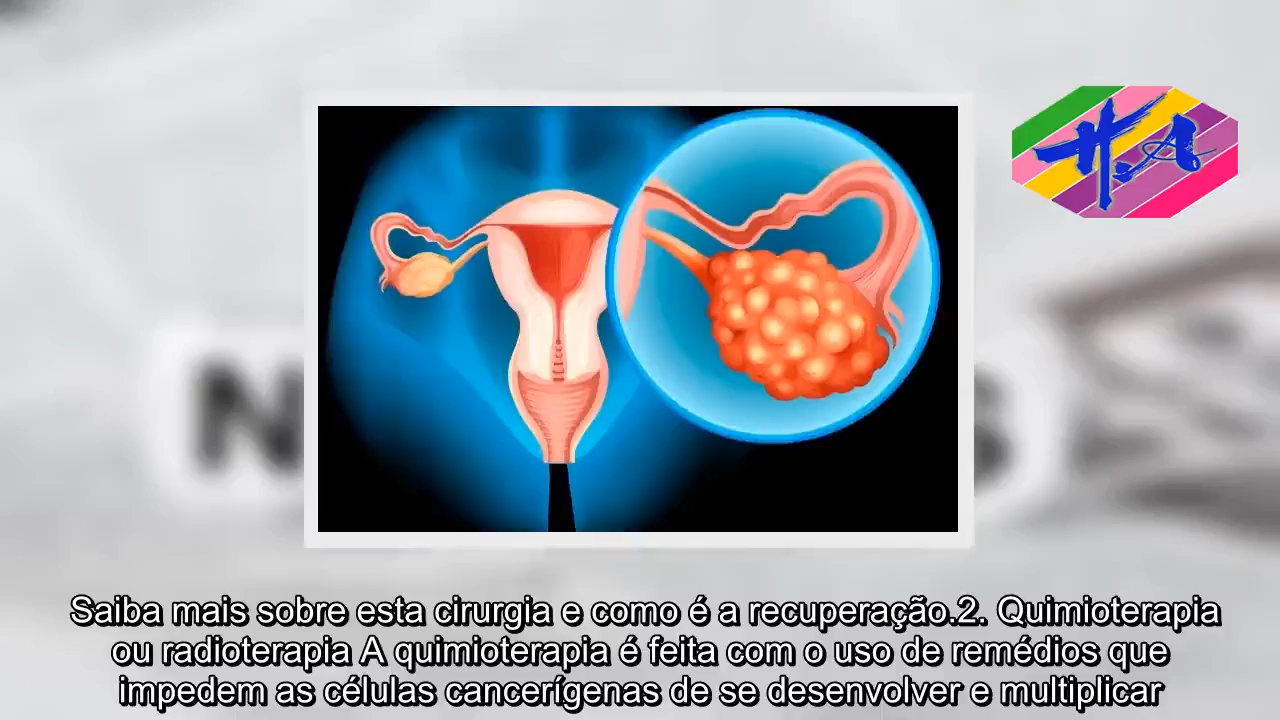 H.A
Saiba mais sobre esta cirurgia e como é a recuperação.2. Quimioterapia
ou radioterapia A quimioterapia é feita com o uso de remédios que
impedem as células cancerígenas de se desenvolver e multiplicar